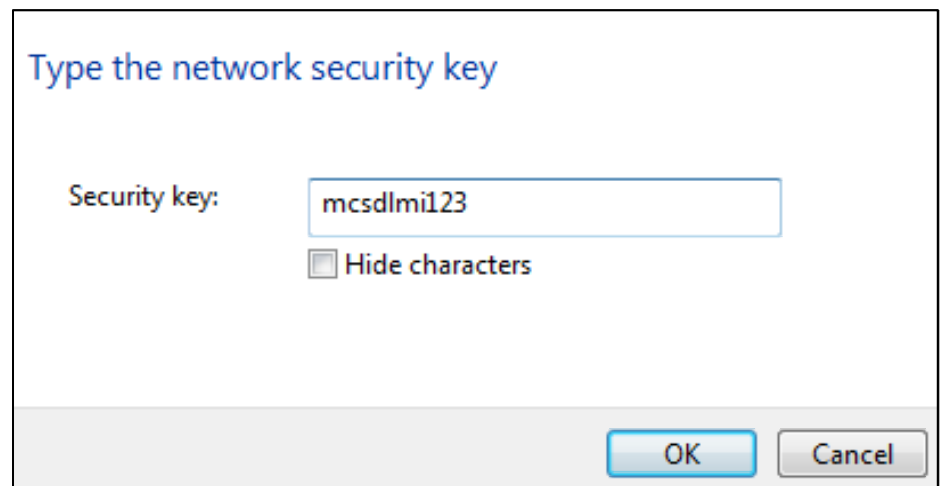 Type the network security key
Security key:
mcsdlmi123
Hide characters
OK
Cancel